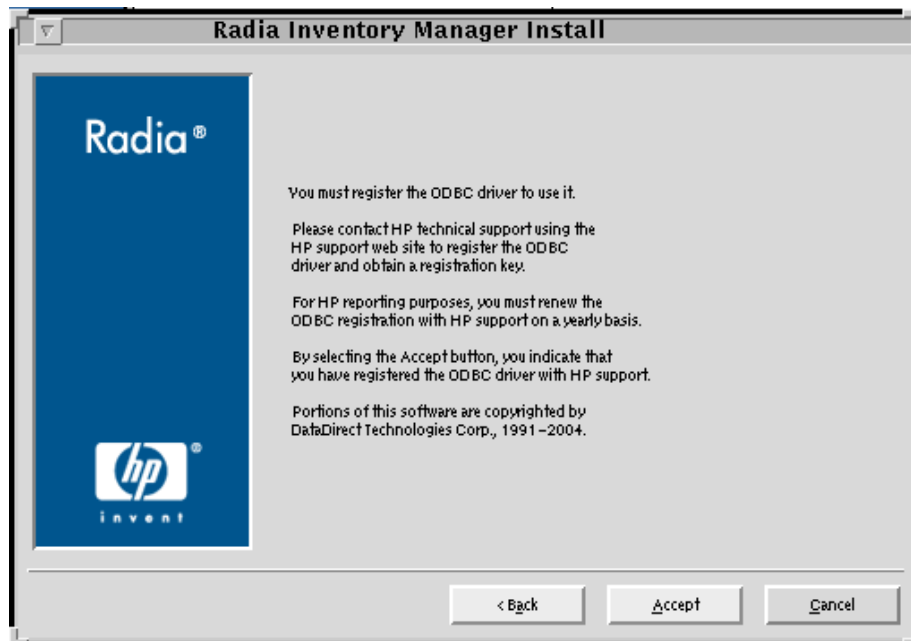 Radia Inventory Manager Install
Radia®
You must register the ODBC driver to use it.
Please contact HP technical support using the
HP support web site to register the ODBC
driver and obtain a registration key.
For HP reporting purposes, you must renew the
ODBC registration with HP support on a yearly basis.
By selecting the Accept button, you indicate that
you have registered the ODBC driver with HP support.
Portions of this software are copyrighted by
DataDirect Technologies Corp., 1991-2004.
hp®
invent
< Back
Accept
Cancel